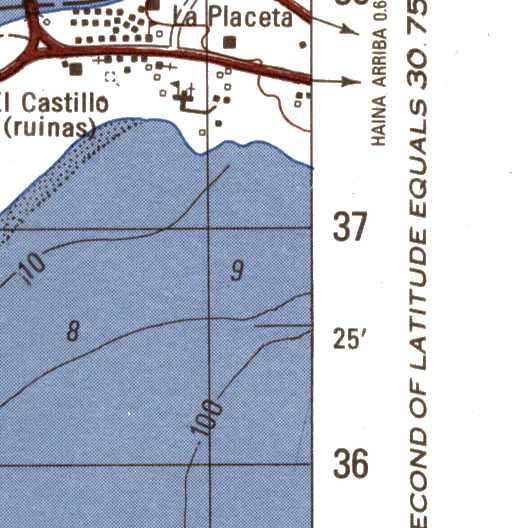 La Placeta
El Castillo
(ruinas)
HAINA ARRIBA 0.6
37
10
9
8
25'
100
36
ECOND OF LATITUDE EQUALS 30.75